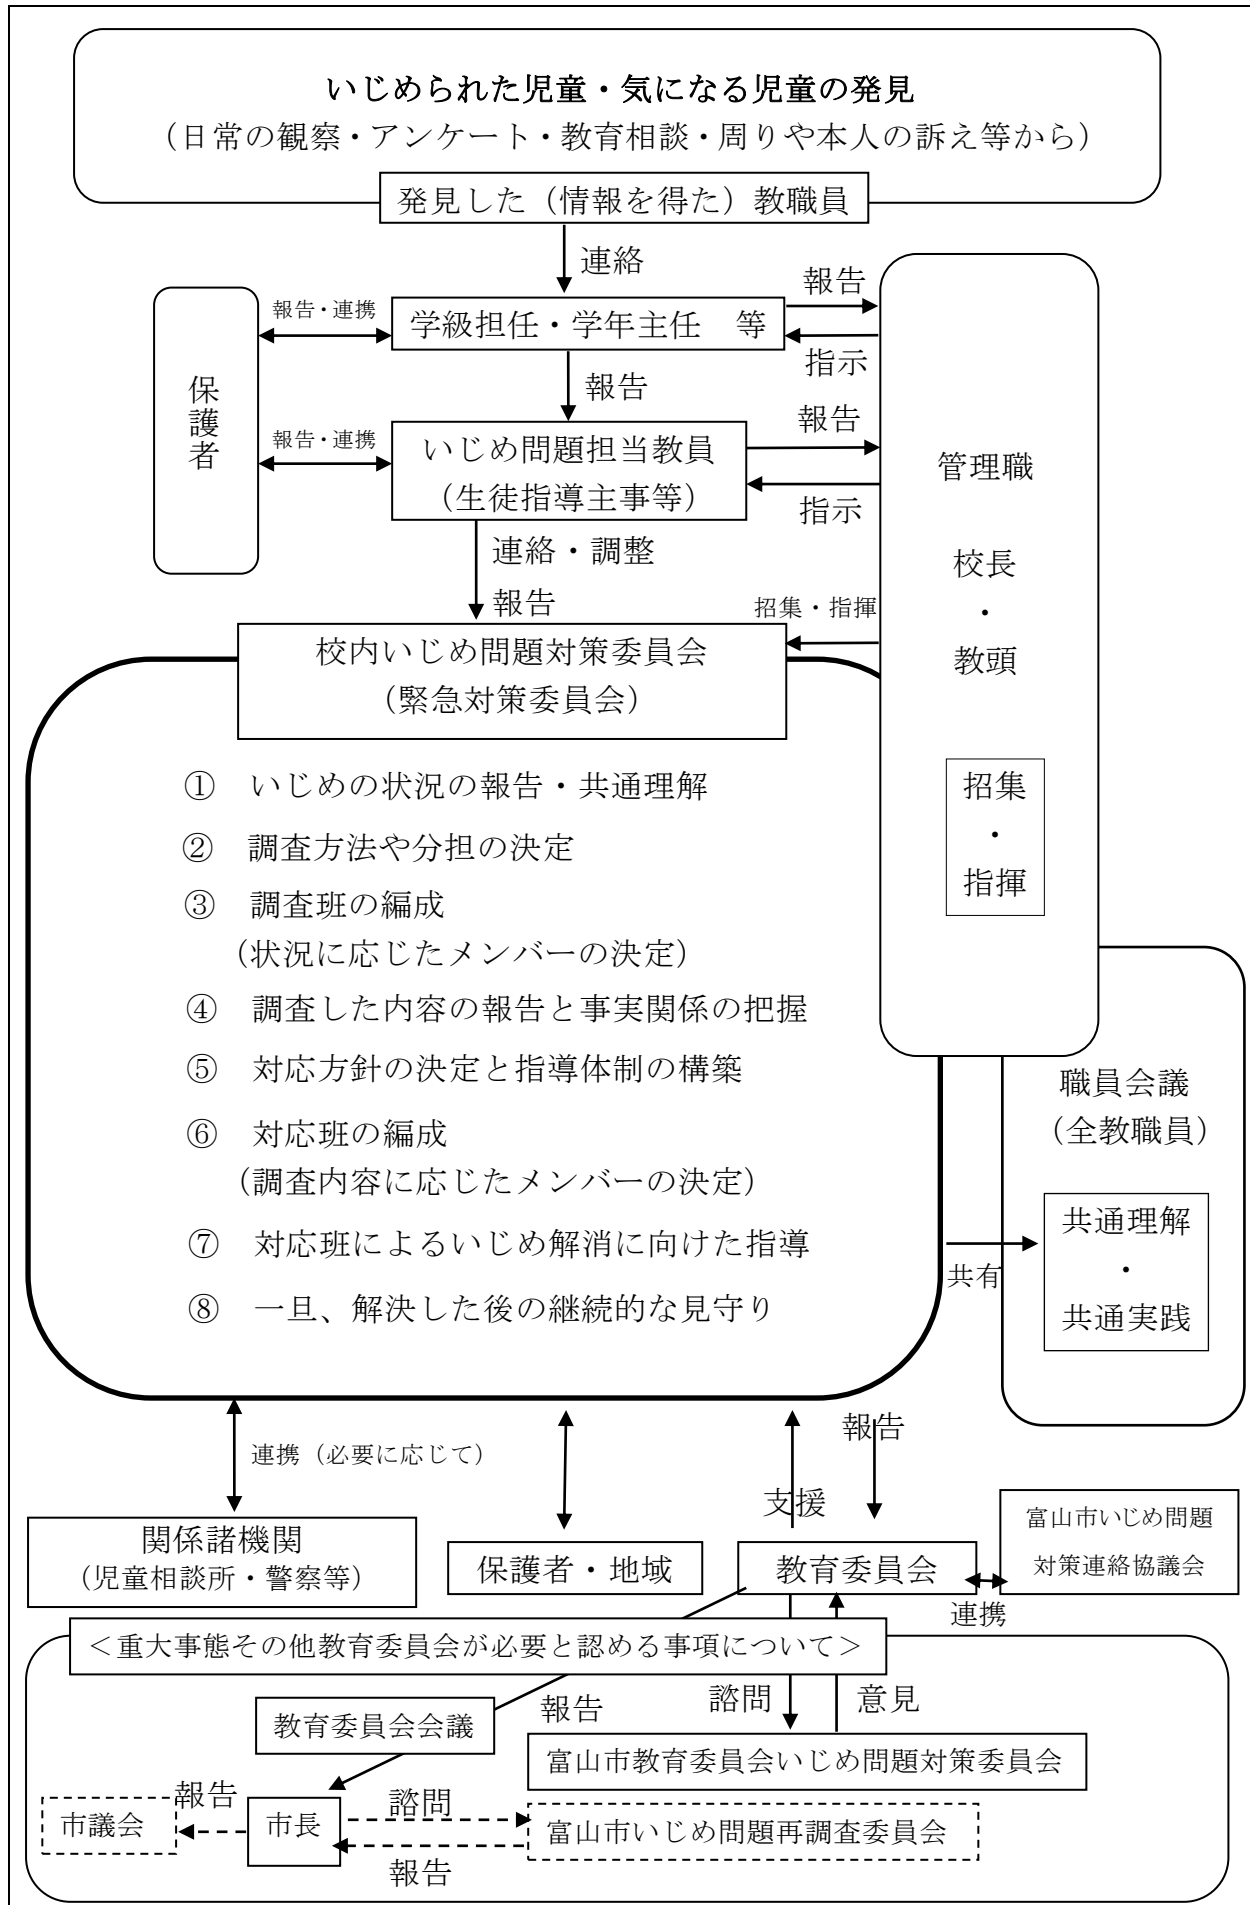 いじめられた児童・気になる児童の発見
（日常の観察・アンケート・教育相談・周りや本人の訴え等から）
発見した（情報を得た）教職員
連絡
報告
報告・連携
学級担任・学年主任　等
指示
保護者
報告
報告
報告・連携
いじめ問題担当教員
（生徒指導主事等）
指示
管理職
校長
・
教頭
連絡・調整
報告
招集・指揮
校内いじめ問題対策委員会
（緊急対策委員会）
招集
・
指揮
①　いじめの状況の報告・共通理解
②　調査方法や分担の決定
③　調査班の編成
（状況に応じたメンバーの決定）
④　調査した内容の報告と事実関係の把握
⑤　対応方針の決定と指導体制の構築
⑥　対応班の編成
（調査内容に応じたメンバーの決定）
⑦　対応班によるいじめ解消に向けた指導
⑧　一旦、解決した後の継続的な見守り
職員会議
（全教職員）
共有
共通理解
・
共通実践
連携（必要に応じて）
報告
支援
関係諸機関
（児童相談所・警察等）
保護者・地域
教育委員会
富山市いじめ問題
対策連絡協議会
連携
＜重大事態その他教育委員会が必要と認める事項について＞
教育委員会会議
報告
諮問
意見
富山市教育委員会いじめ問題対策委員会
市議会
報告
市長
諮問
報告
富山市いじめ問題再調査委員会